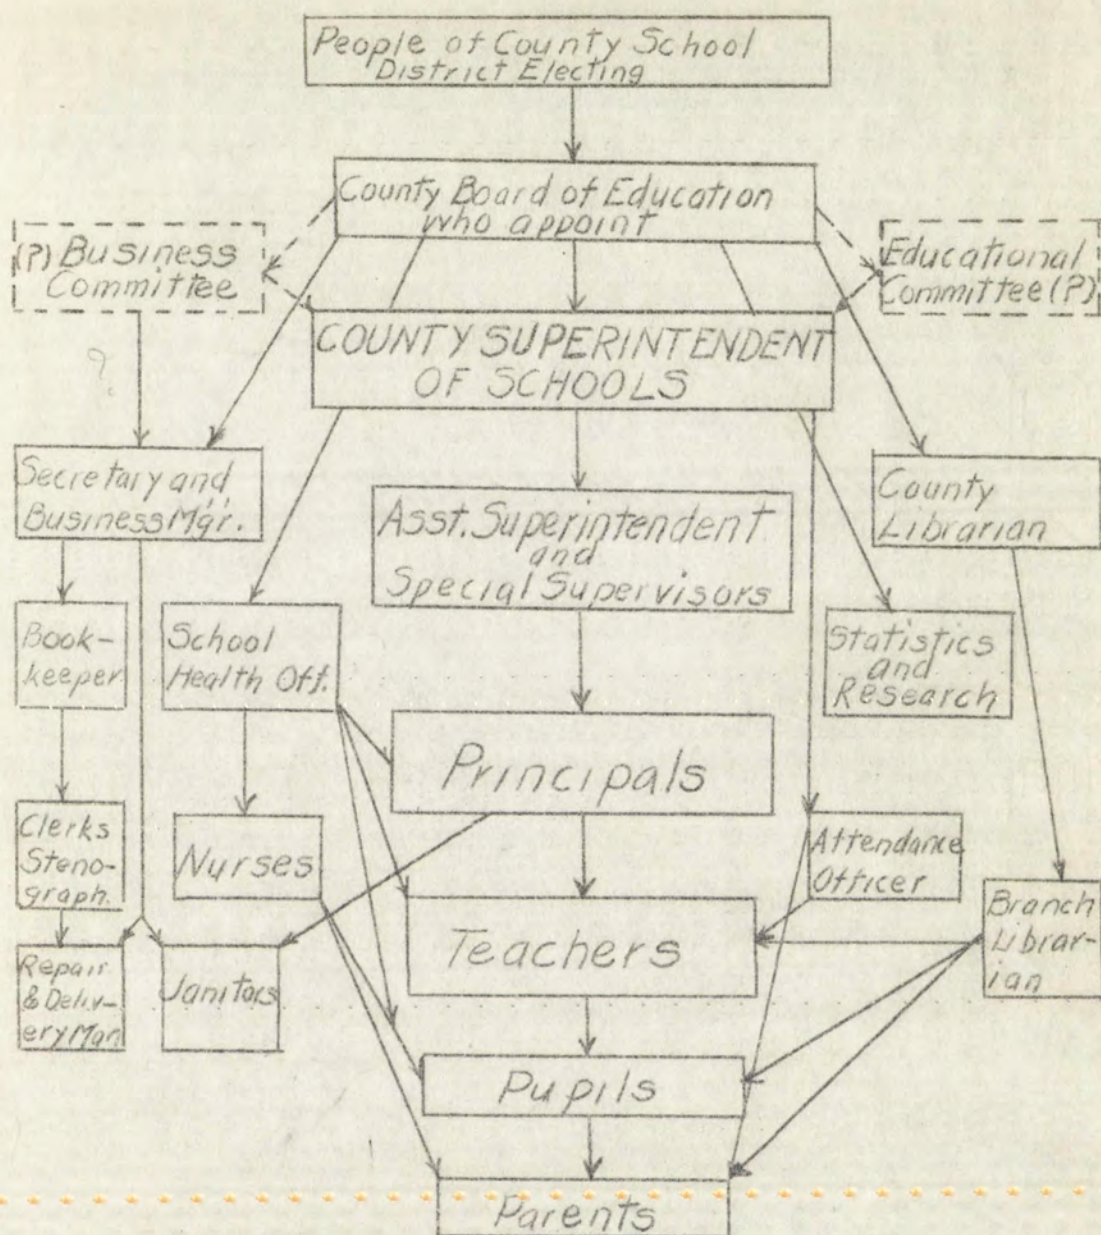 People of County School
District Electing
County Board of Education
who appoint
(P) Business
Committee
Educational
Committee (P)
COUNTY SUPERINTENDENT
OF SCHOOLS
?
Secretary and
Business Mgr.
Asst. Superintendent
and
Special Supervisors
County
Librarian
Book-
keeper
School
Health Off.
Statistics
and
Research
Principals
Clerks
Steno-
graph.
Nurses
Attendance
Officer
Teachers
Branch
Librar-
ian
Repair
& Deliv-
ery Man
Janitors
Pupils
Parents